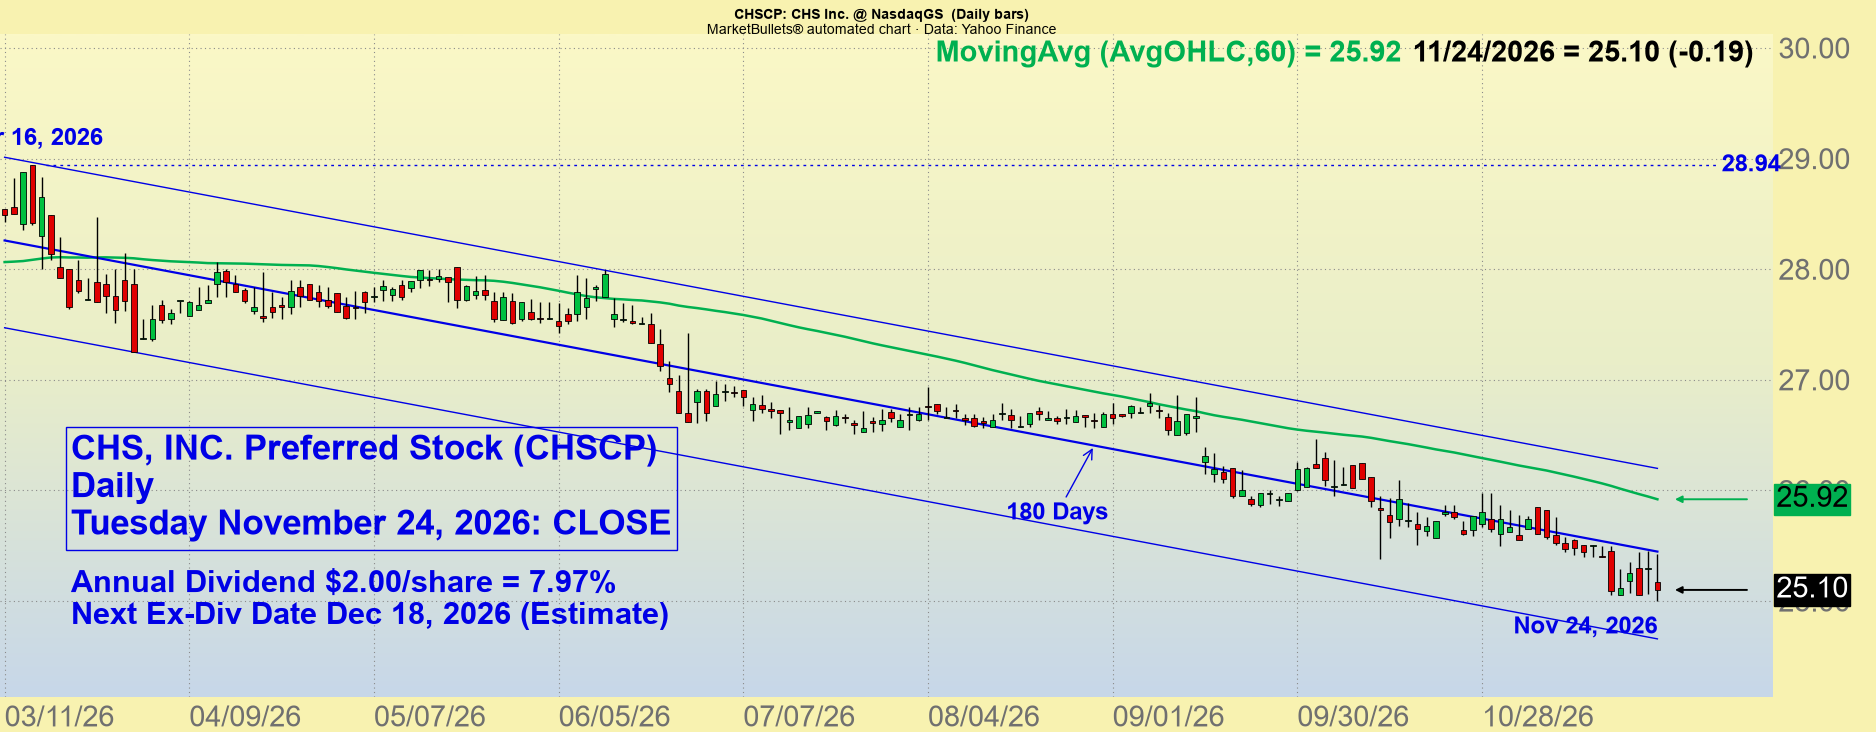 CHSCP: CHS Inc. @ NasdaqGS (Daily bars)
MarketBullets® automated chart · Data: Yahoo Finance
MovingAvg (AvgOHLC,60) = 25.92 11/24/2026 = 25.10 (-0.19)
30.00
r 16, 2026
29.00
28.94
28.00
27.00
CHS, INC. Preferred Stock (CHSCP)
Daily
Tuesday November 24, 2026: CLOSE
180 Days
25.92
Annual Dividend $2.00/share = 7.97%
Next Ex-Div Date Dec 18, 2026 (Estimate)
25.10
Nov 24, 2026
03/11/26 04/09/26 05/07/26 06/05/26 07/07/26 08/04/26 09/01/26 09/30/26 10/28/26